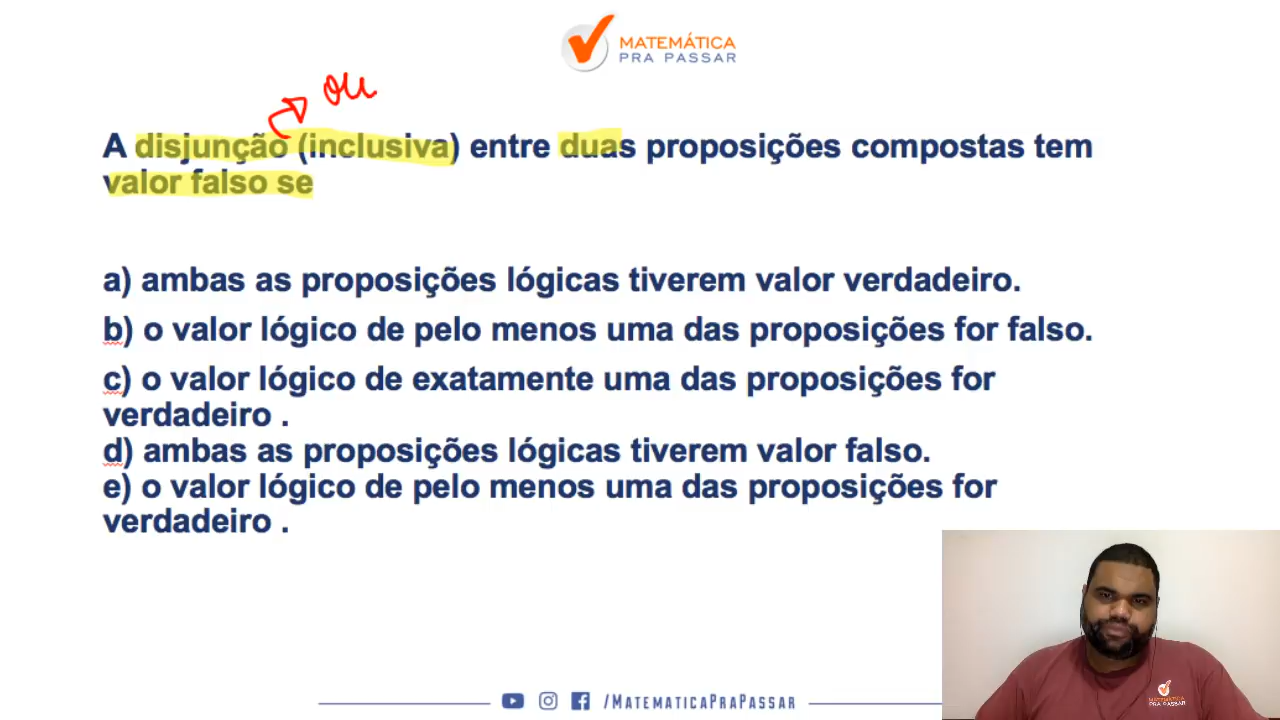 MATEMÁTICA
PRA PASSAR
ou
A disjunção (inclusiva) entre duas proposições compostas tem
valor falso se
a) ambas as proposições lógicas tiverem valor verdadeiro.
b) o valor lógico de pelo menos uma das proposições for falso.
c) o valor lógico de exatamente uma das proposições for
verdadeiro .
d) ambas as proposições lógicas tiverem valor falso.
e) o valor lógico de pelo menos uma das proposições for
verdadeiro .
MATEMÁTICA
PRA PASSAR
/MATEMATICAPRAPASSAR